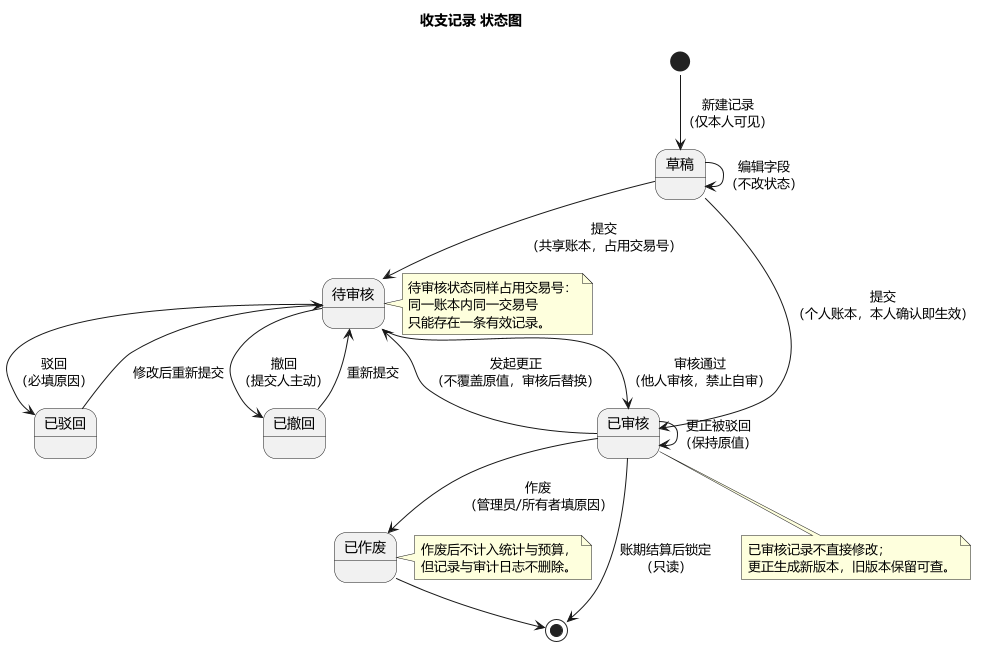 收支记录 状态图
新建记录
(仅本人可见)
草稿
编辑字段
(不改状态)
提交
(共享账本，占用交易号)
提交
(个人账本，本人确认即生效)
待审核
待审核状态同样占用交易号：
同一账本内同一交易号
只能存在一条有效记录。
驳回
(必填原因)
修改后重新提交
撤回
(提交人主动)
重新提交
发起更正
(不覆盖原值，审核后替换)
审核通过
(他人审核，禁止自审)
已驳回
已撤回
已审核
更正被驳回
(保持原值)
作废
(管理员/所有者填原因)
已作废
作废后不计入统计与预算，
但记录与审计日志不删除。
账期结算后锁定
(只读)
已审核记录不直接修改；
更正生成新版本，旧版本保留可查。